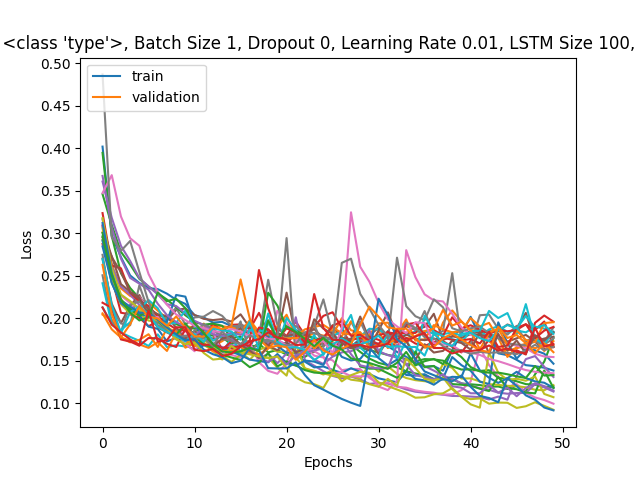 <class 'type'>, Batch Size 1, Dropout 0, Learning Rate 0.01, LSTM Size 100,
train
validation
0.50
0.45
0.40
0.35
0.30
0.25
0.20
0.15
0.10
Loss
0 10 20 30 40 50
Epochs